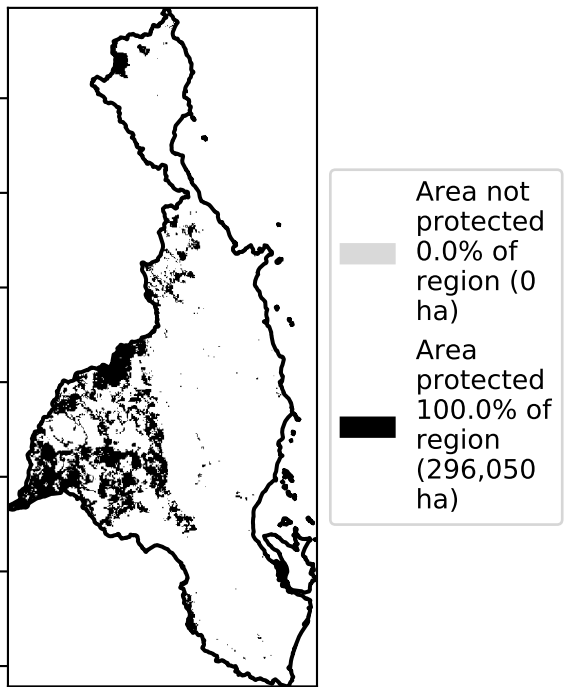 Area not
protected
0.0% of
region (0
ha)
Area
protected
100.0% of
region
(296,050
ha)